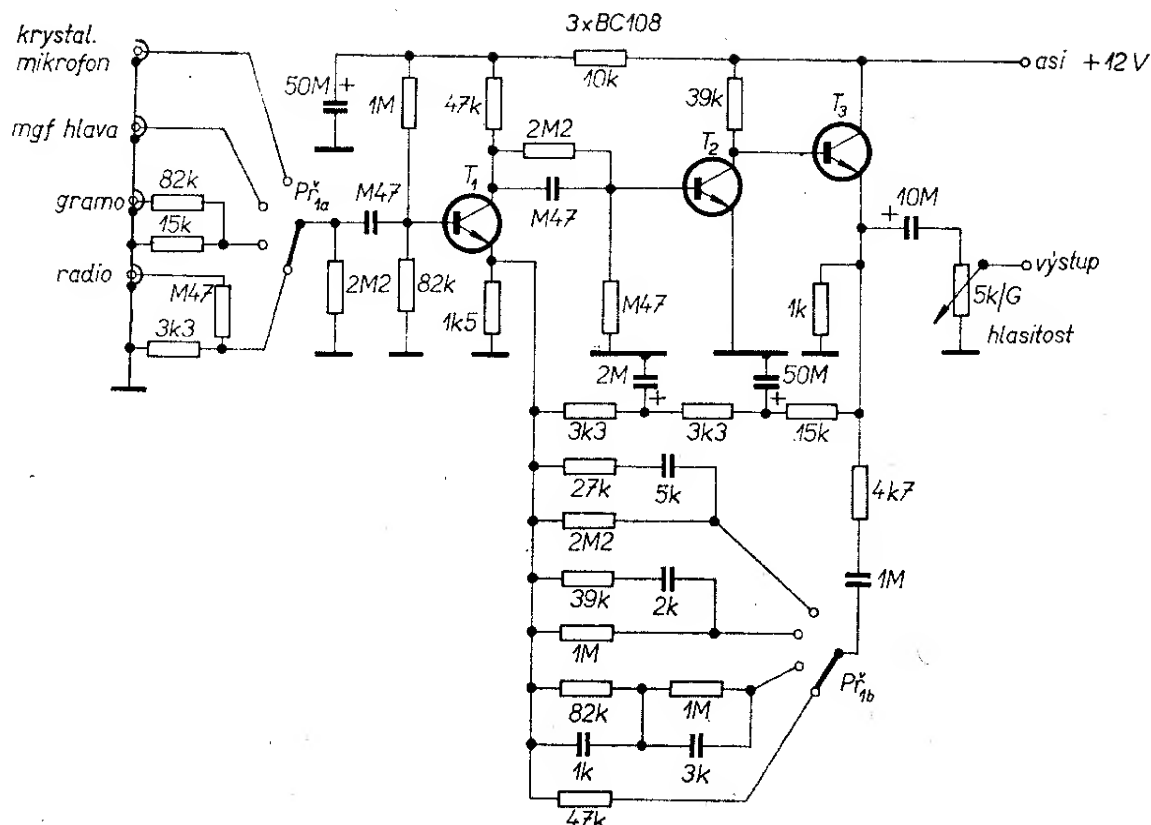 3xBC108
krystal.
mikrofon
10k
asi +12V
50M +
1M
47k
39k
T3
mgf hlava
2M2
T2
82k
Př1a
M47
T1
M47
10M
+
gramo
15k
radio
M47
2M2
82k
1k5
M47
1k
5k/G
výstup
hlasitost
3k3
2M
+
50M
+
3k3
3k3
15k
27k
5k
4k7
2M2
39k
2k
1M
1M
82k
1M
Př1b
1k
3k
47k